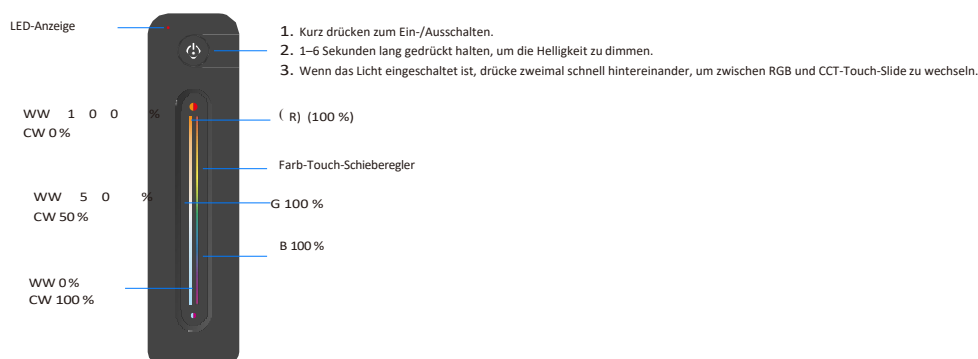 LED-Anzeige
1. Kurz drücken zum Ein-/Ausschalten.
2. 1–6 Sekunden lang gedrückt halten, um die Helligkeit zu dimmen.
3. Wenn das Licht eingeschaltet ist, drücke zweimal schnell hintereinander, um zwischen RGB und CCT-Touch-Slide zu wechseln.
WW 1 0 0 %
CW 0 %
( R) (100 %)
Farb-Touch-Schieberegler
WW 5 0 %
CW 50 %
G 100 %
B 100 %
WW 0 %
CW 100 %